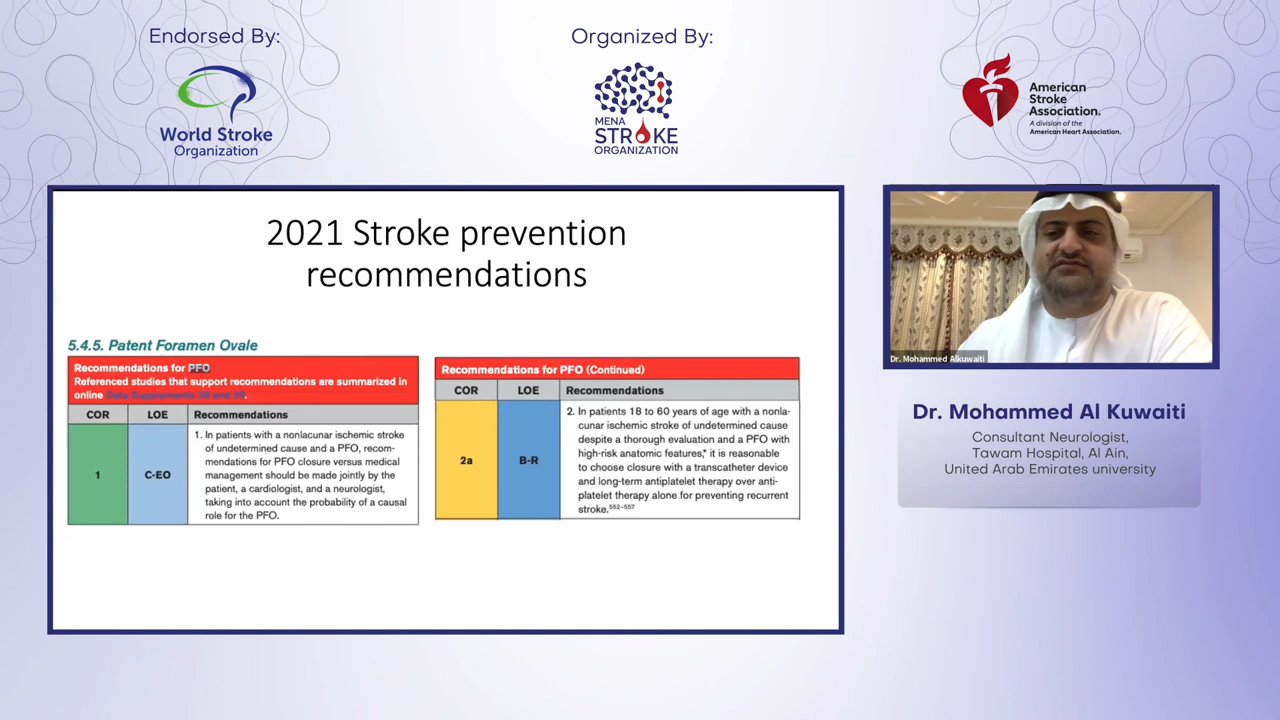 Endorsed By:
World Stroke
Organization
Organized By:
MENA
STROKE
ORGANIZATION
American
Stroke
Association.
A division of the
American Heart Association.
2021 Stroke prevention
recommendations
5.4.5. Patent Foramen Ovale
Recommendations for PFO
Referenced studies that support recommendations are summarized in
online
COR LOE Recommendations
1 C-EO
1. In patients with a nonlacunar ischemic stroke
of undetermined cause and a PFO, recom-
mendations for PFO closure versus medical
management should be made jointly by the
patient, a cardiologist, and a neurologist,
taking into account the probability of a causal
role for the PFO.
Recommendations for PFO (Continued)
COR LOE Recommendations
2a B-R
2. In patients 18 to 60 years of age with a nonla-
cunar ischemic stroke of undetermined cause
despite a thorough evaluation and a PFO with
high-risk anatomic features,* it is reasonable
to choose closure with a transcatheter device
and long-term antiplatelet therapy over anti-
platelet therapy alone for preventing recurrent
stroke.552–557
Dr. Mohammed Alkuwaiti
Dr. Mohammed Al Kuwaiti
Consultant Neurologist,
Tawam Hospital, Al Ain,
United Arab Emirates university